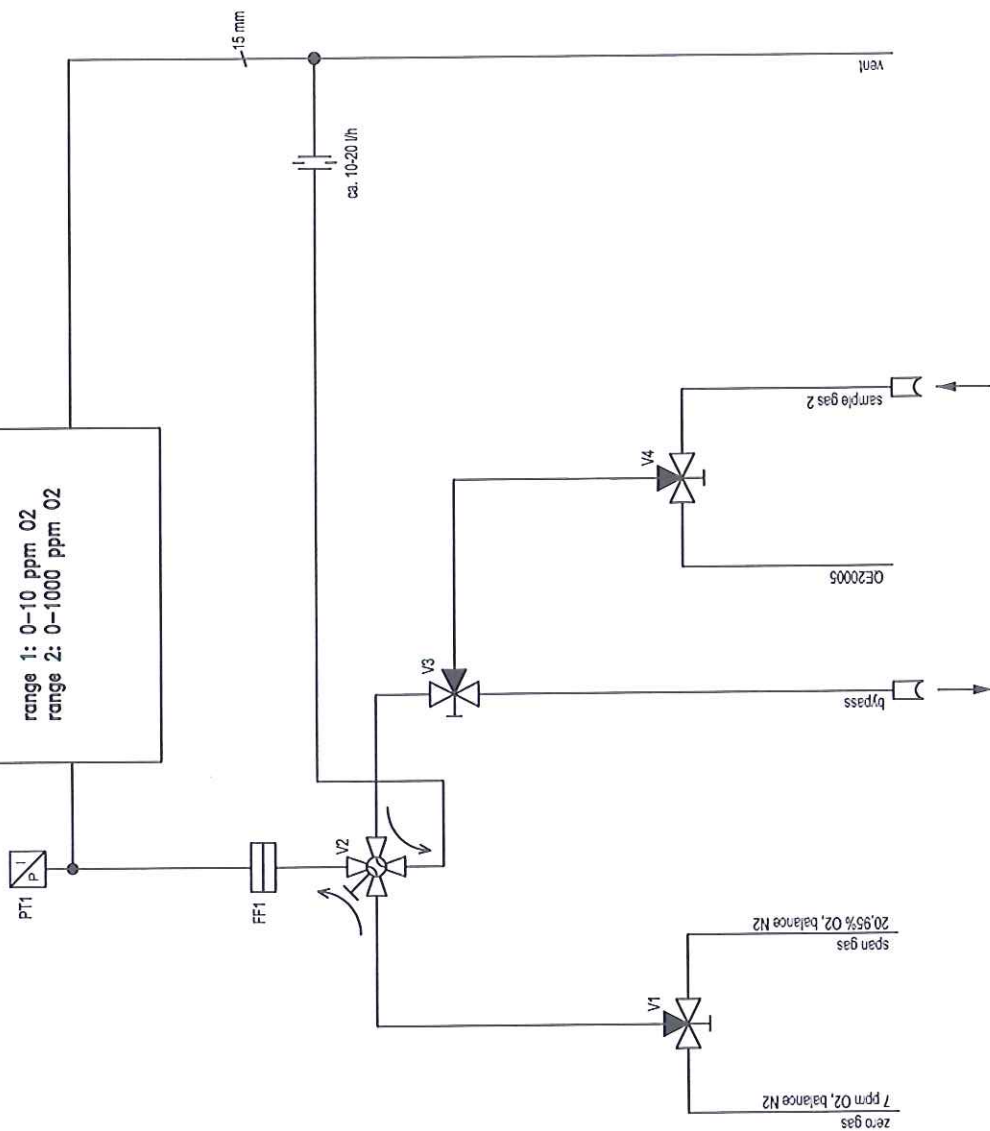 range 1: 0-10 ppm O2
range 2: 0-1000 ppm O2
15 mm
PT1
P
I
ca. 10-20 l/h
vent
FF1
V2
V3
V4
sample gas 2
QE20005
bypass
V1
span gas
20,95% O2, balance N2
zero gas
7 ppm O2, balance N2